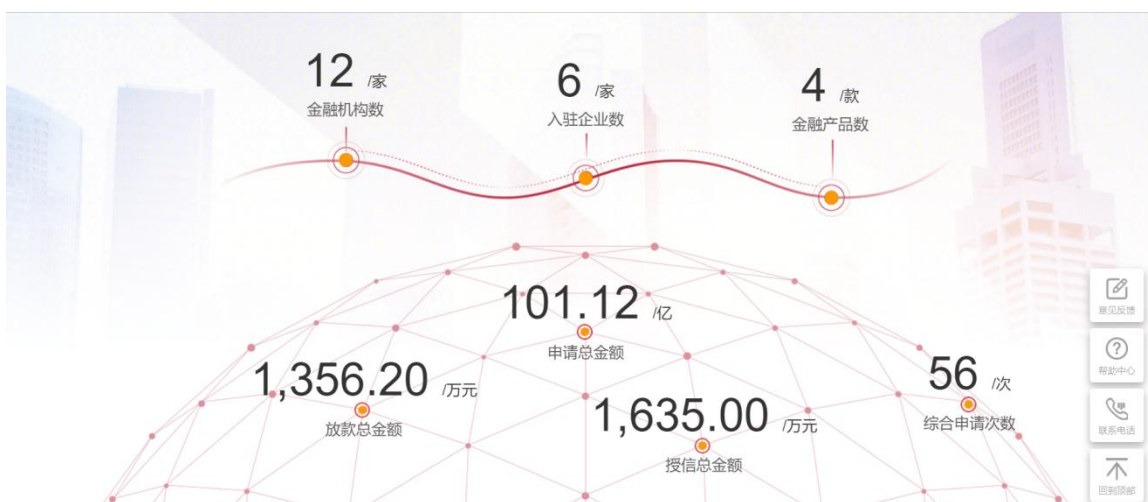 12 /家
金融机构数
6 /家
入驻企业数
4 /款
金融产品数
101.12 /亿
申请总金额
1,356.20 /万元
放款总金额
1,635.00 /万元
授信总金额
56 /次
综合申请次数
意见反馈
帮助中心
联系电话
回到顶部